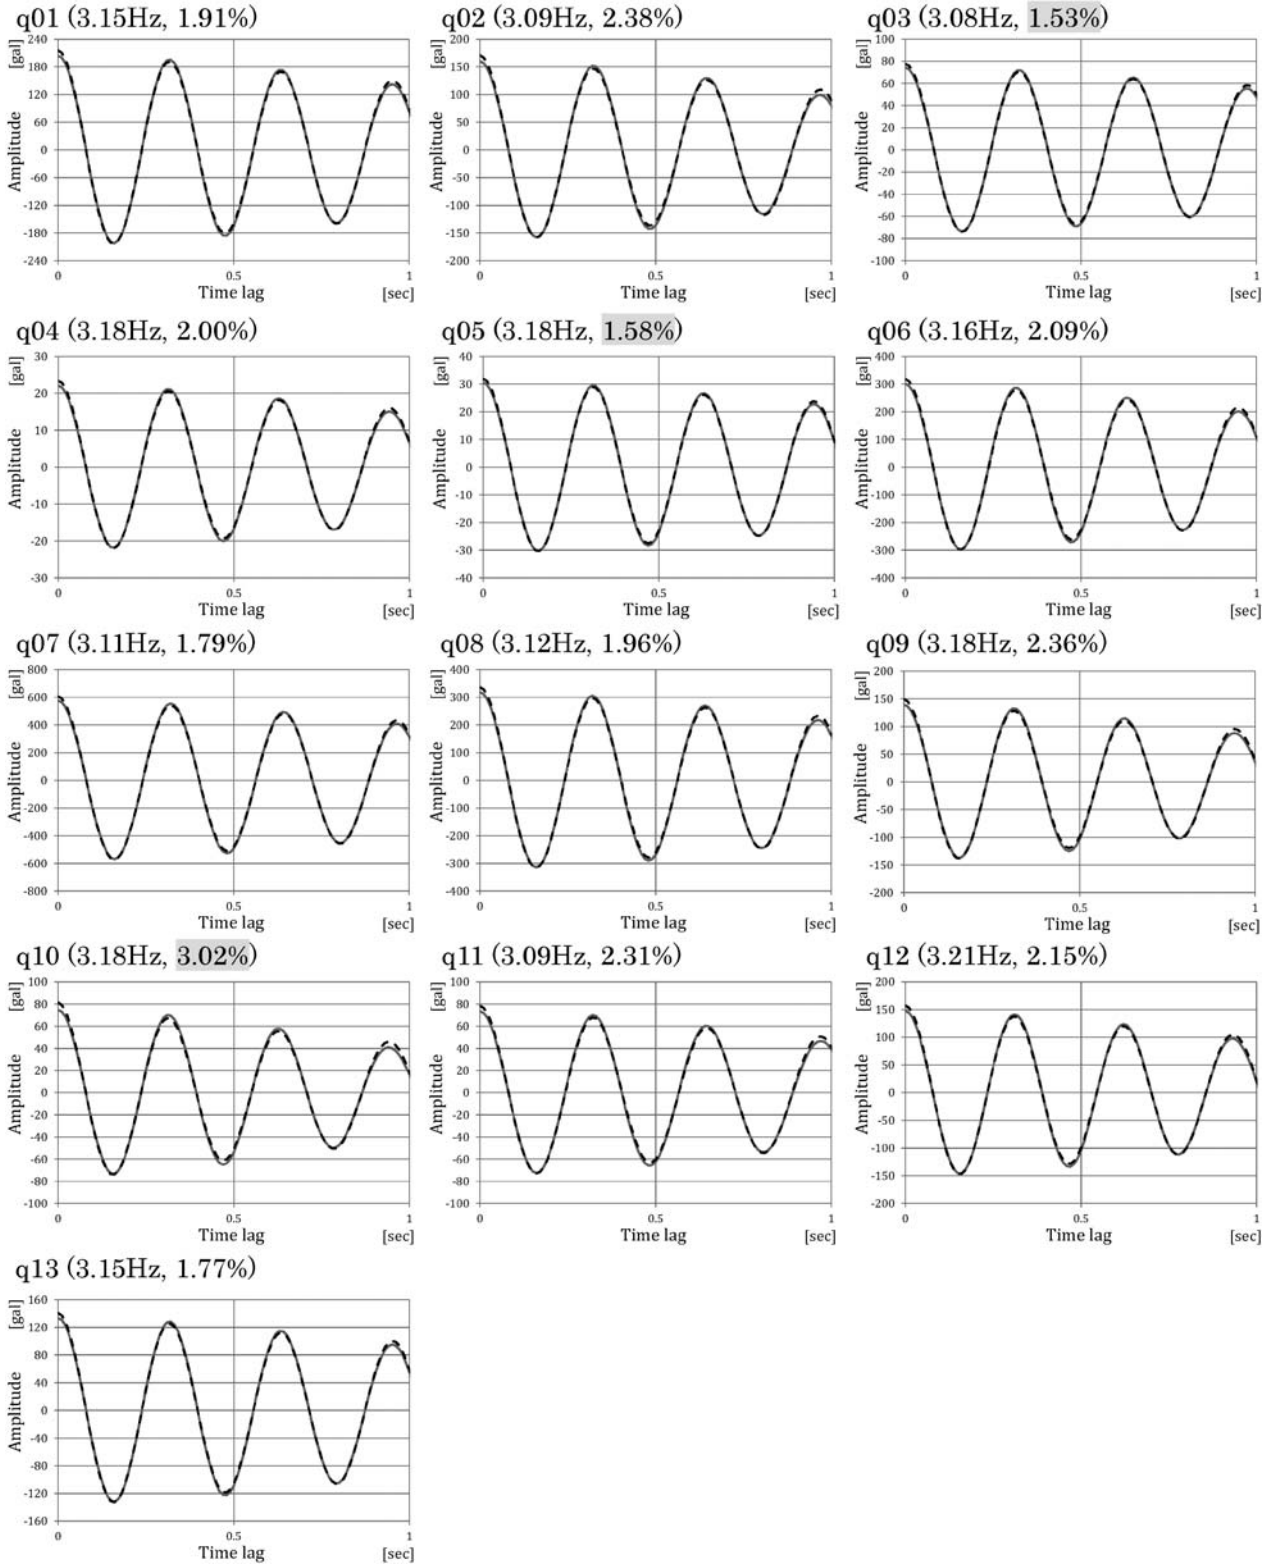 q01 (3.15Hz, 1.91%)
[gal]
Amplitude
240
180
120
60
0
-60
-120
-180
-240
0 0.5 1
Time lag [sec]
q02 (3.09Hz, 2.38%)
[gal]
Amplitude
200
150
100
50
0
-50
-100
-150
-200
0 0.5 1
Time lag [sec]
q03 (3.08Hz, 1.53%)
[gal]
Amplitude
100
80
60
40
20
0
-20
-40
-60
-80
-100
0 0.5 1
Time lag [sec]
q04 (3.18Hz, 2.00%)
[gal]
Amplitude
30
20
10
0
-10
-20
-30
0 0.5 1
Time lag [sec]
q05 (3.18Hz, 1.58%)
[gal]
Amplitude
40
30
20
10
0
-10
-20
-30
-40
0 0.5 1
Time lag [sec]
q06 (3.16Hz, 2.09%)
[gal]
Amplitude
400
300
200
100
0
-100
-200
-300
-400
0 0.5 1
Time lag [sec]
q07 (3.11Hz, 1.79%)
[gal]
Amplitude
800
600
400
200
0
-200
-400
-600
-800
0 0.5 1
Time lag [sec]
q08 (3.12Hz, 1.96%)
[gal]
Amplitude
400
300
200
100
0
-100
-200
-300
-400
0 0.5 1
Time lag [sec]
q09 (3.18Hz, 2.36%)
[gal]
Amplitude
200
150
100
50
0
-50
-100
-150
-200
0 0.5 1
Time lag [sec]
q10 (3.18Hz, 3.02%)
[gal]
Amplitude
100
80
60
40
20
0
-20
-40
-60
-80
-100
0 0.5 1
Time lag [sec]
q11 (3.09Hz, 2.31%)
[gal]
Amplitude
100
80
60
40
20
0
-20
-40
-60
-80
-100
0 0.5 1
Time lag [sec]
q12 (3.21Hz, 2.15%)
[gal]
Amplitude
200
150
100
50
0
-50
-100
-150
-200
0 0.5 1
Time lag [sec]
q13 (3.15Hz, 1.77%)
[gal]
Amplitude
160
120
80
40
0
-40
-80
-120
-160
0 0.5 1
Time lag [sec]